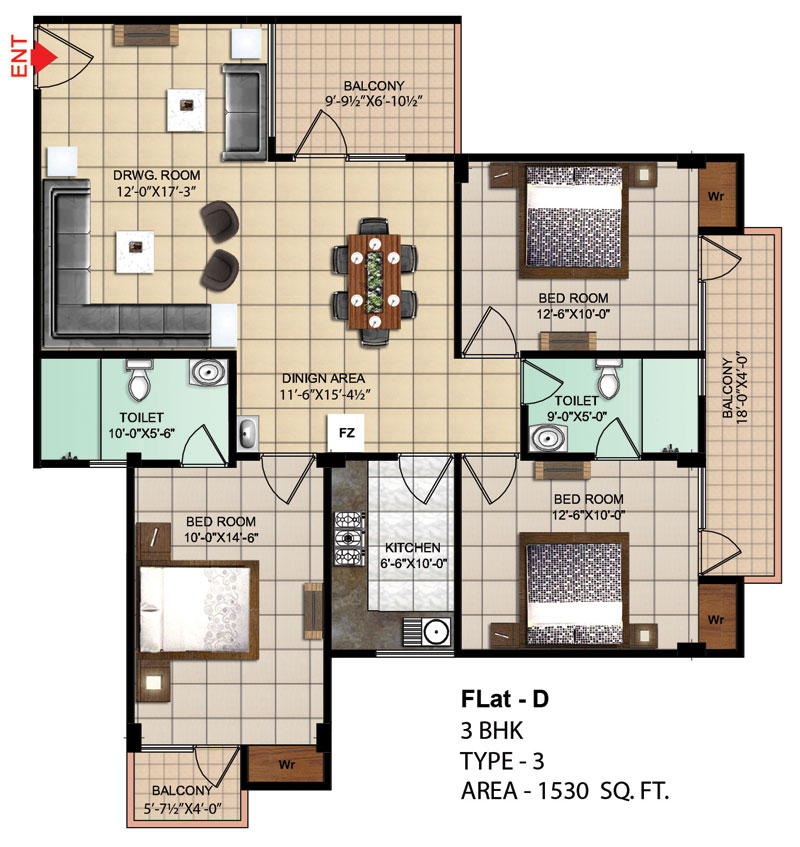 ENT
BALCONY
9'-9½"X6'-10½"
DRWG. ROOM
12'-0"X17'-3"
Wr
BED ROOM
12'-6"X10'-0"
BALCONY
18'-0"X4'-0"
DINIGN AREA
11'-6"X15'-4½"
TOILET
10'-0"X5'-6"
TOILET
9'-0"X5'-0"
FZ
BED ROOM
10'-0"X14'-6"
KITCHEN
6'-6"X10'-0"
BED ROOM
12'-6"X10'-0"
Wr
Wr
BALCONY
5'-7½"X4'-0"
FLat - D
3 BHK
TYPE - 3
AREA - 1530 SQ. FT.